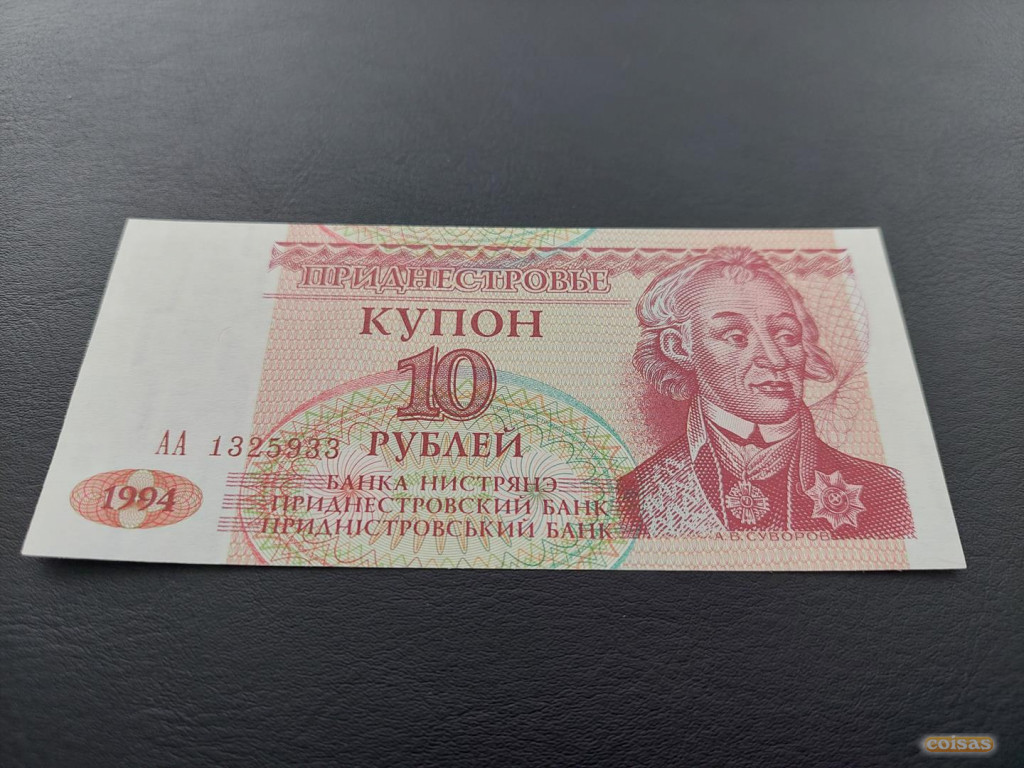 ПРИДНЕСТРОВЬЕ
КУПОН
10
РУБЛЕЙ
АА 1325933
1994
БАНКА НИСТРЯНЭ
ПРИДНЕСТРОВСКИЙ БАНК
ПРИДНІСТРОВСЬКИЙ БАНК
А.В.СУВОРОВ
coisas